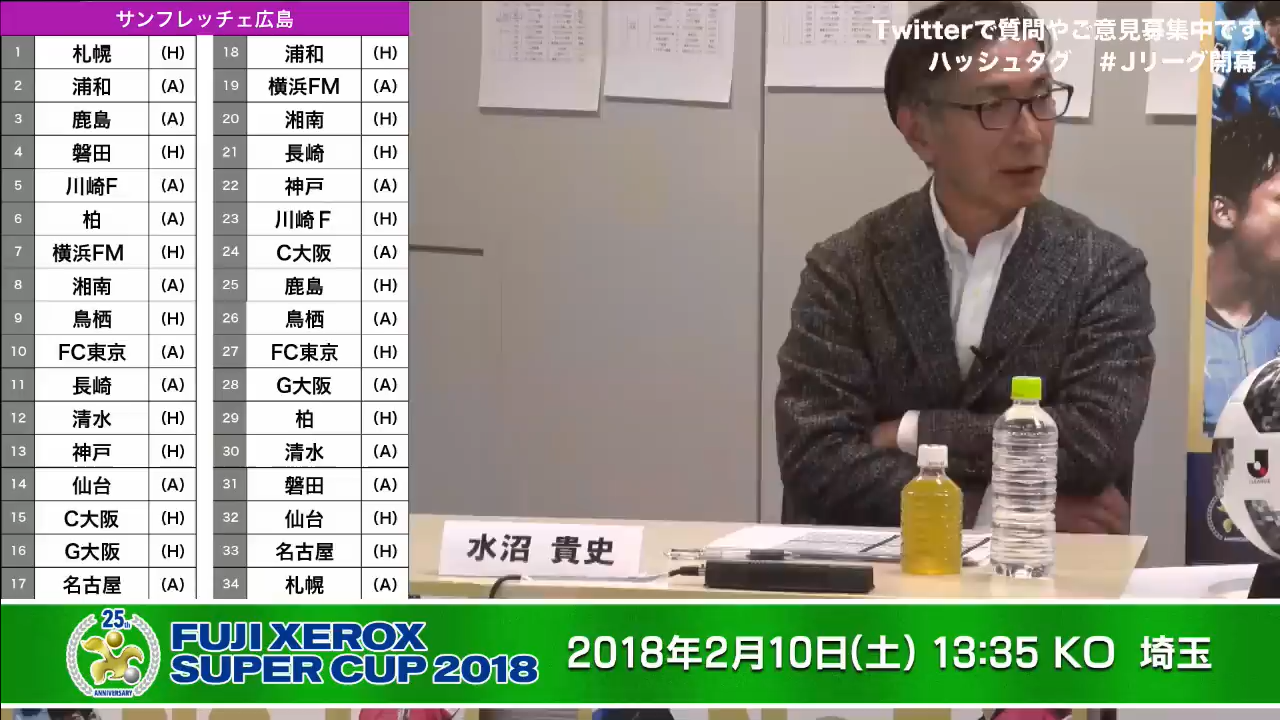 サンフレッチェ広島
1 札幌 (H) 18 浦和 (H)
2 浦和 (A) 19 横浜FM (A)
3 鹿島 (A) 20 湘南 (H)
4 磐田 (H) 21 長崎 (H)
5 川崎F (A) 22 神戸 (A)
6 柏 (A) 23 川崎F (H)
7 横浜FM (H) 24 C大阪 (A)
8 湘南 (A) 25 鹿島 (H)
9 鳥栖 (H) 26 鳥栖 (A)
10 FC東京 (A) 27 FC東京 (H)
11 長崎 (A) 28 G大阪 (A)
12 清水 (H) 29 柏 (H)
13 神戸 (H) 30 清水 (A)
14 仙台 (A) 31 磐田 (A)
15 C大阪 (H) 32 仙台 (H)
16 G大阪 (H) 33 名古屋 (H)
17 名古屋 (A) 34 札幌 (A)
Twitterで質問やご意見募集中です
ハッシュタグ #Jリーグ開幕
水沼 貴史
25th
ANNIVERSARY
FUJI XEROX
SUPER CUP 2018
2018年2月10日(土) 13:35 KO 埼玉